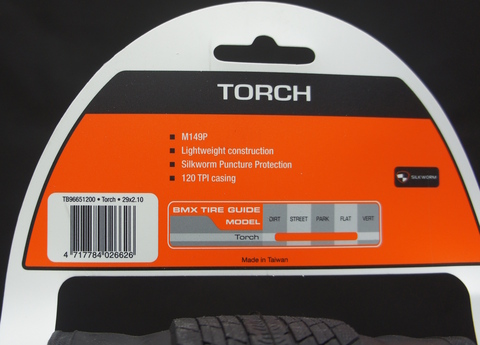 TORCH
M149P
Lightweight construction
Silkworm Puncture Protection
120 TPI casing
SILKWORM
TB96651200 • Torch • 29x2.10
4 717784 026626
BMX TIRE GUIDE
MODEL
DIRT STREET PARK FLAT VERT
Torch
Made in Taiwan